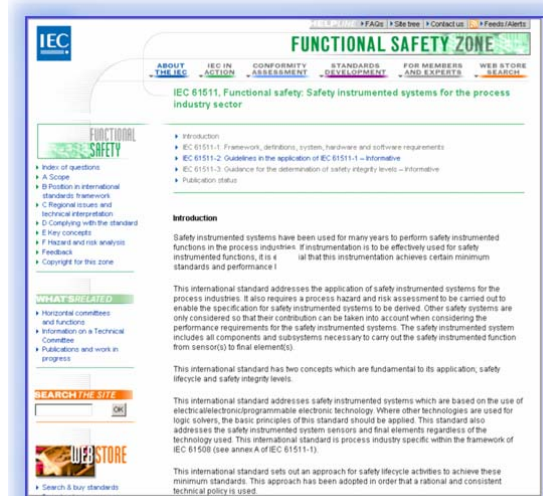 HELPLINE FAQs Site tree Contact us Feeds/Alerts
IEC
FUNCTIONAL SAFETY ZONE
ABOUT THE IEC
IEC IN ACTION
CONFORMITY ASSESSMENT
STANDARDS DEVELOPMENT
FOR MEMBERS AND EXPERTS
WEB STORE SEARCH
IEC 61511, Functional safety: Safety instrumented systems for the process
industry sector
FUNCTIONAL
SAFETY
Index of questions
A Scope
B Position in international
standards framework
C Regional issues and
technical interpretation
D Complying with the standard
E Key concepts
F Hazard and risk analysis
Feedback
Copyright for this zone
WHAT'S RELATED
Horizontal committees
and functions
Information on a Technical
Committee
Publications and work in
progress
SEARCH THE SITE
OK
WEBSTORE
Search & buy standards
Introduction
IEC 61511-1: Framework, definitions, system, hardware and software requirements
IEC 61511-2: Guidelines in the application of IEC 61511-1 – Informative
IEC 61511-3: Guidance for the determination of safety integrity levels – Informative
Publication status
Introduction
Safety instrumented systems have been used for many years to perform safety instrumented
functions in the process industries. If instrumentation is to be effectively used for safety
instrumented functions, it is e ial that this instrumentation achieves certain minimum
standards and performance l
This international standard addresses the application of safety instrumented systems for the
process industries. It also requires a process hazard and risk assessment to be carried out to
enable the specification for safety instrumented systems to be derived. Other safety systems are
only considered so that their contribution can be taken into account when considering the
performance requirements for the safety instrumented systems. The safety instrumented system
includes all components and subsystems necessary to carry out the safety instrumented function
from sensor(s) to final element(s).
This international standard has two concepts which are fundamental to its application; safety
lifecycle and safety integrity levels.
This international standard addresses safety instrumented systems which are based on the use of
electrical/electronic/programmable electronic technology. Where other technologies are used for
logic solvers, the basic principles of this standard should be applied. This standard also
addresses the safety instrumented system sensors and final elements regardless of the
technology used. This international standard is process industry specific within the framework of
IEC 61508 (see annex A of IEC 61511-1).
This international standard sets out an approach for safety lifecycle activities to achieve these
minimum standards. This approach has been adopted in order that a rational and consistent
technical policy is used.